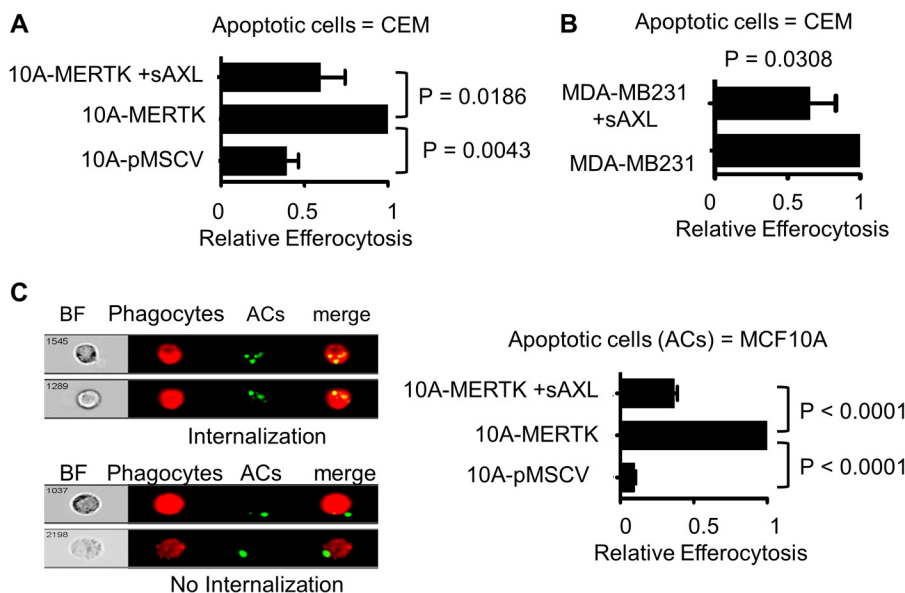 A
Apoptotic cells = CEM
10A-MERTK +sAXL
10A-MERTK
10A-pMSCV
P = 0.0186
P = 0.0043
0 0.5 1
Relative Efferocytosis
B
Apoptotic cells = CEM
P = 0.0308
MDA-MB231
+sAXL
MDA-MB231
0 0.5 1
Relative Efferocytosis
C
BF Phagocytes ACs merge
1545
1289
Internalization
BF Phagocytes ACs merge
1037
2198
No Internalization
Apoptotic cells (ACs) = MCF10A
10A-MERTK +sAXL
10A-MERTK
10A-pMSCV
P < 0.0001
P < 0.0001
0 0.5 1
Relative Efferocytosis